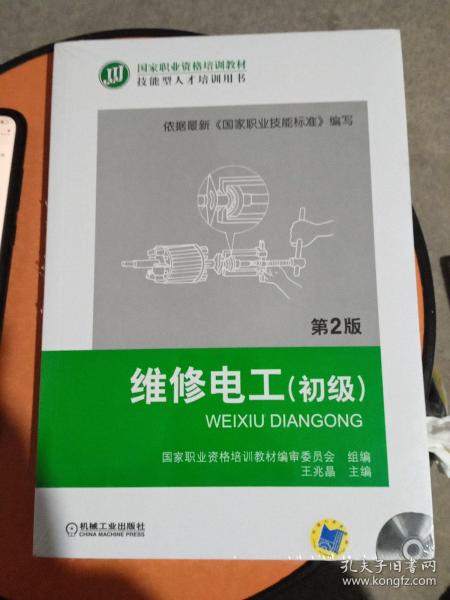 国家职业资格培训教材
技能型人才培训用书
依据最新《国家职业技能标准》编写
第2版
维修电工(初级)
WEIXIU DIANGONG
国家职业资格培训教材编审委员会 组编
王兆晶 主编
机械工业出版社
CHINA MACHINE PRESS
孔夫子旧书网
www.kongfz.com